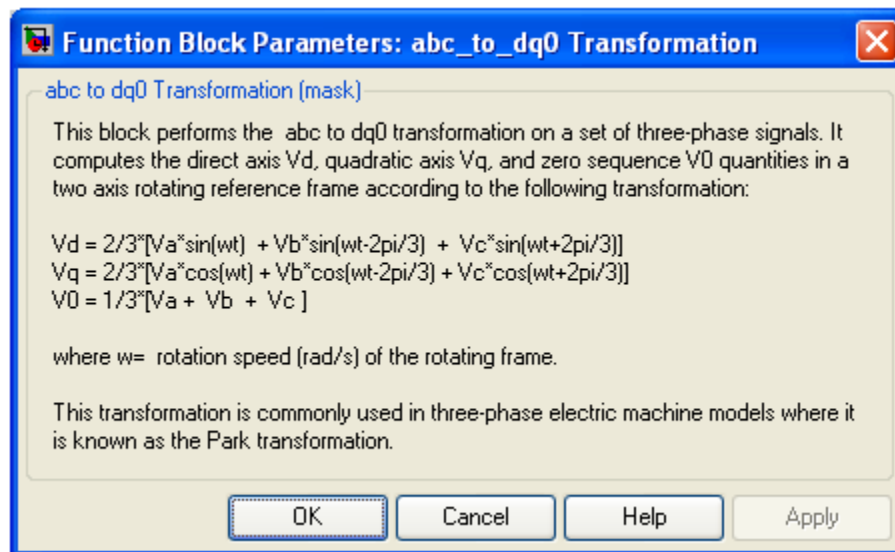 Function Block Parameters: abc_to_dq0 Transformation
abc to dq0 Transformation (mask)
This block performs the abc to dq0 transformation on a set of three-phase signals. It
computes the direct axis Vd, quadratic axis Vq, and zero sequence V0 quantities in a
two axis rotating reference frame according to the following transformation:
Vd = 2/3*[Va*sin(wt) + Vb*sin(wt-2pi/3) + Vc*sin(wt+2pi/3)]
Vq = 2/3*[Va*cos(wt) + Vb*cos(wt-2pi/3) + Vc*cos(wt+2pi/3)]
V0 = 1/3*[Va + Vb + Vc ]
where w= rotation speed (rad/s) of the rotating frame.
This transformation is commonly used in three-phase electric machine models where it
is known as the Park transformation.
OK Cancel Help Apply